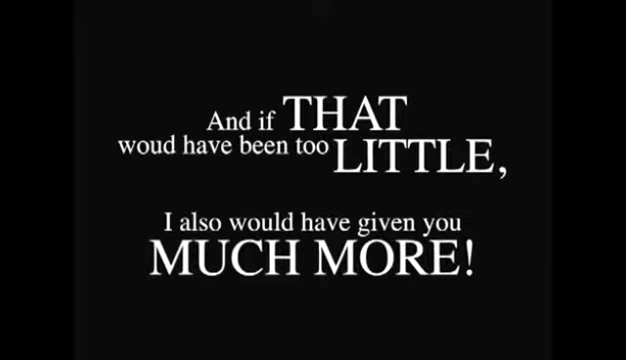 And if THAT
woud have been too LITTLE,
I also would have given you
MUCH MORE!